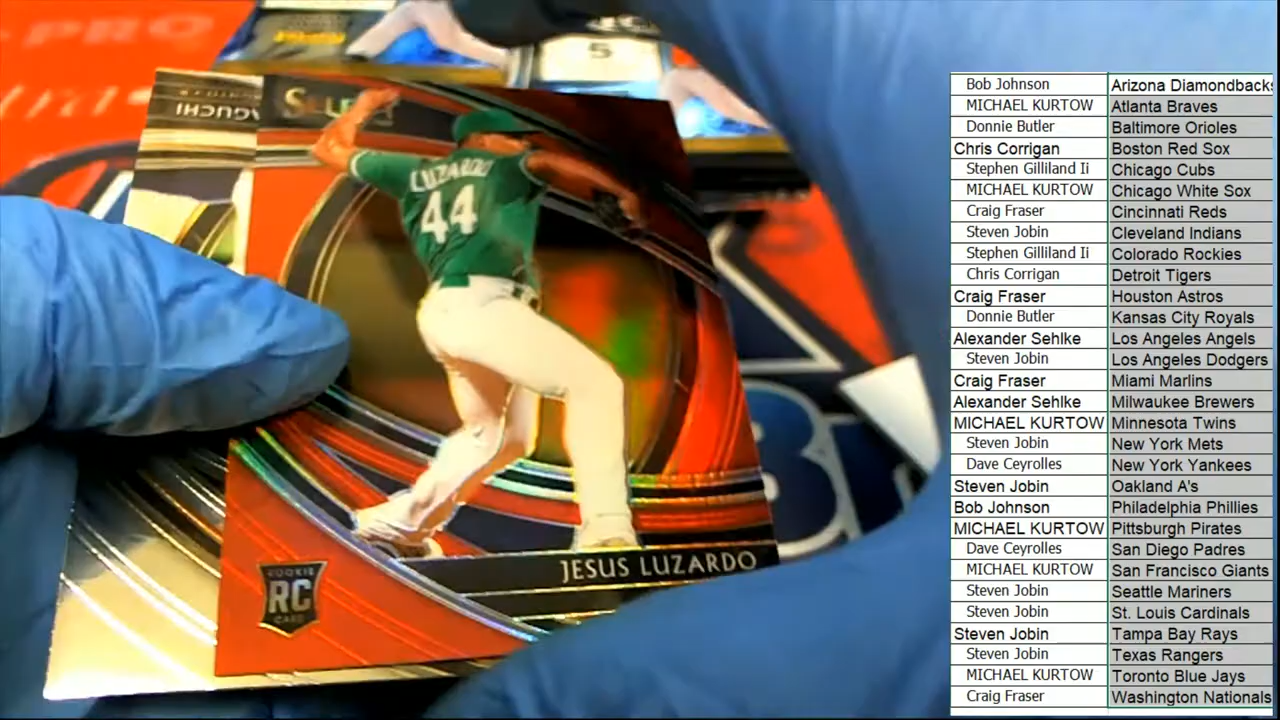 SELECT
LUZARDO
44
JESUS LUZARDO
ROOKIE
RC
CARD
AGUCHI
5
PRO
Bob Johnson Arizona Diamondbacks
MICHAEL KURTOW Atlanta Braves
Donnie Butler Baltimore Orioles
Chris Corrigan Boston Red Sox
Stephen Gilliland Ii Chicago Cubs
MICHAEL KURTOW Chicago White Sox
Craig Fraser Cincinnati Reds
Steven Jobin Cleveland Indians
Stephen Gilliland Ii Colorado Rockies
Chris Corrigan Detroit Tigers
Craig Fraser Houston Astros
Donnie Butler Kansas City Royals
Alexander Sehlke Los Angeles Angels
Steven Jobin Los Angeles Dodgers
Craig Fraser Miami Marlins
Alexander Sehlke Milwaukee Brewers
MICHAEL KURTOW Minnesota Twins
Steven Jobin New York Mets
Dave Ceyrolles New York Yankees
Steven Jobin Oakland A's
Bob Johnson Philadelphia Phillies
MICHAEL KURTOW Pittsburgh Pirates
Dave Ceyrolles San Diego Padres
MICHAEL KURTOW San Francisco Giants
Steven Jobin Seattle Mariners
Steven Jobin St. Louis Cardinals
Steven Jobin Tampa Bay Rays
Steven Jobin Texas Rangers
MICHAEL KURTOW Toronto Blue Jays
Craig Fraser Washington Nationals